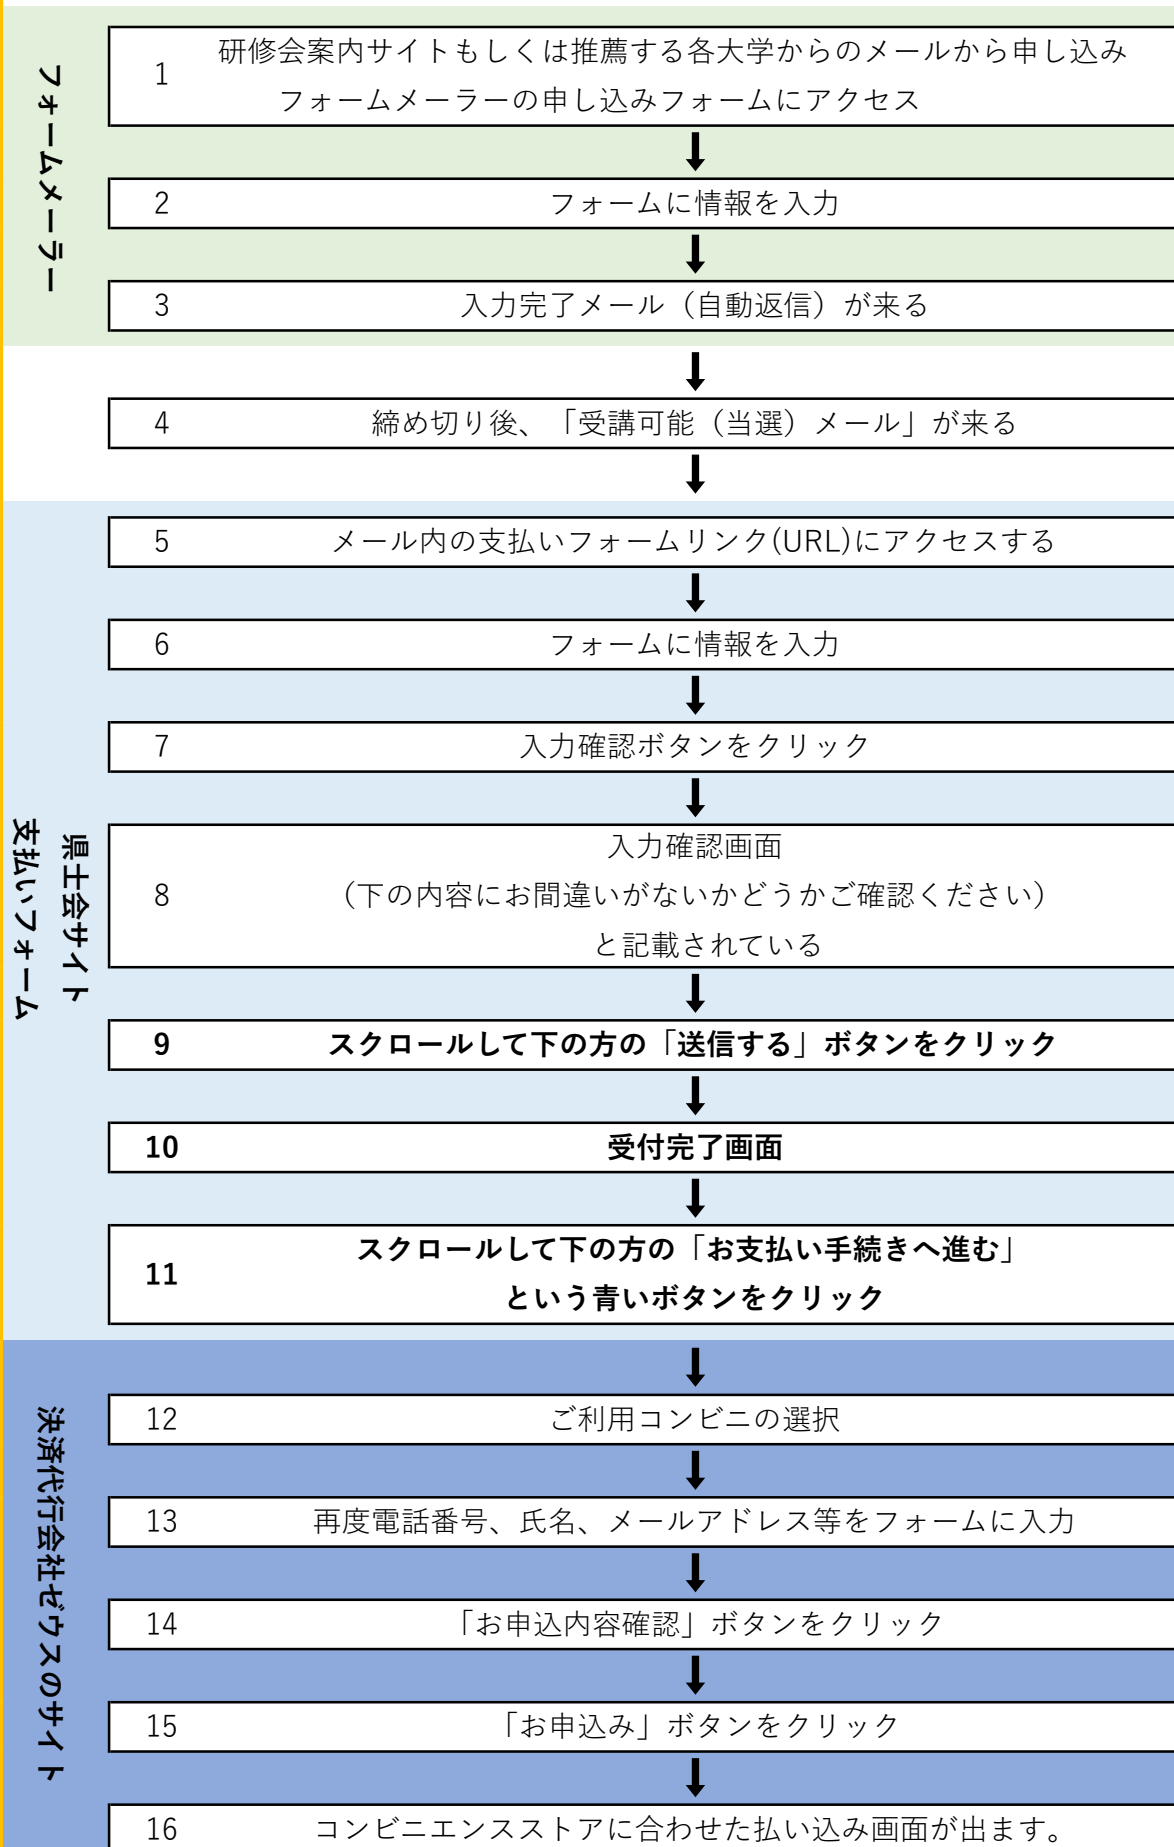 フォームメーラー
1
研修会案内サイトもしくは推薦する各大学からのメールから申し込み
フォームメーラーの申し込みフォームにアクセス
2
フォームに情報を入力
3
入力完了メール（自動返信）が来る
4
締め切り後、「受講可能（当選）メール」が来る
県士会サイト
支払いフォーム
5
メール内の支払いフォームリンク(URL)にアクセスする
6
フォームに情報を入力
7
入力確認ボタンをクリック
8
入力確認画面
（下の内容にお間違いがないかどうかご確認ください）
と記載されている
9
スクロールして下の方の「送信する」ボタンをクリック
10
受付完了画面
11
スクロールして下の方の「お支払い手続きへ進む」
という青いボタンをクリック
決済代行会社ゼウスのサイト
12
ご利用コンビニの選択
13
再度電話番号、氏名、メールアドレス等をフォームに入力
14
「お申込内容確認」ボタンをクリック
15
「お申込み」ボタンをクリック
16
コンビニエンスストアに合わせた払い込み画面が出ます。